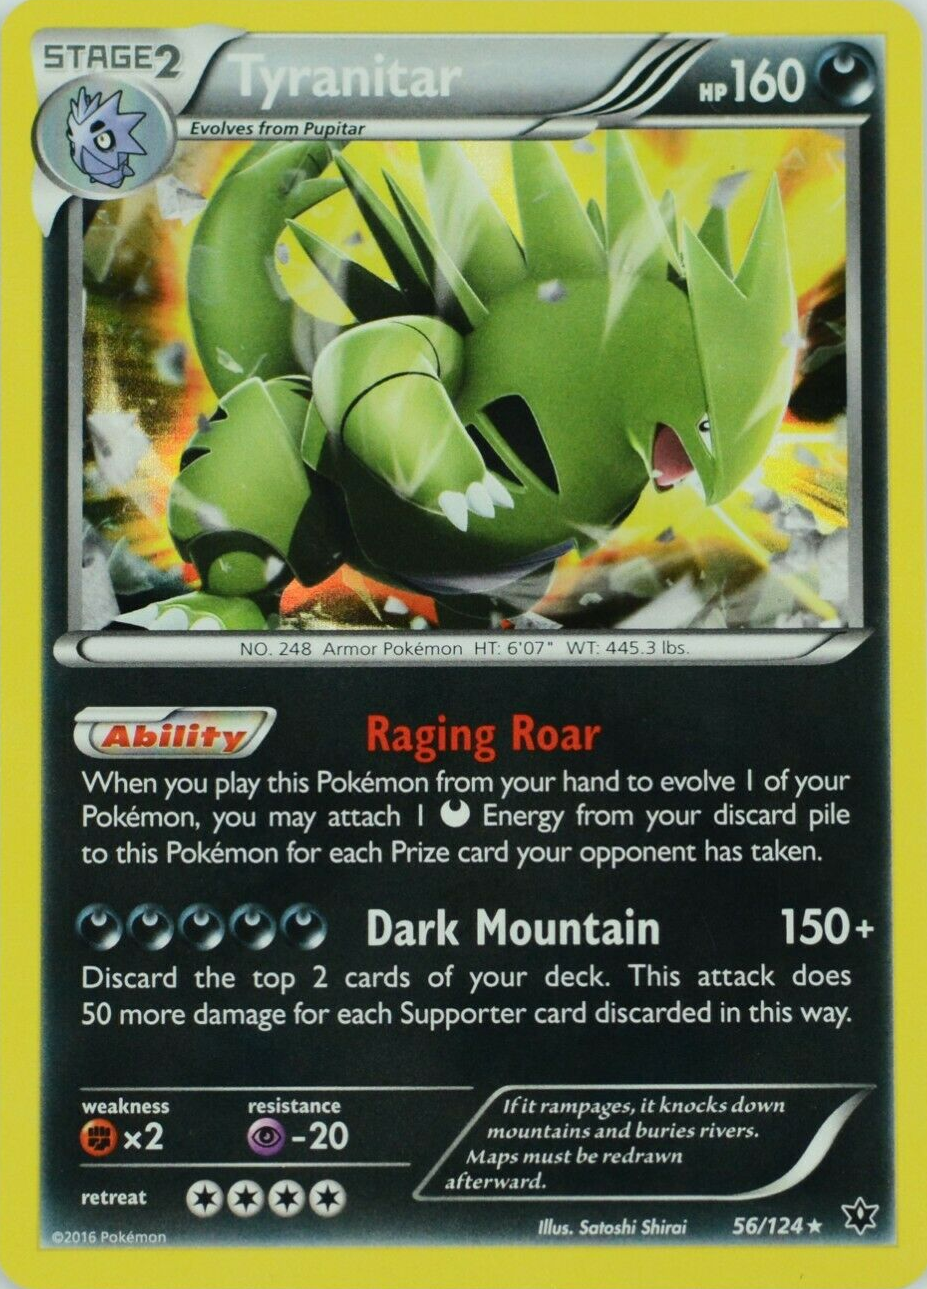 STAGE2
Tyranitar
HP160
Evolves from Pupitar
NO. 248 Armor Pokémon HT: 6'07" WT: 445.3 lbs.
Ability
Raging Roar
When you play this Pokémon from your hand to evolve 1 of your
Pokémon, you may attach 1 Energy from your discard pile
to this Pokémon for each Prize card your opponent has taken.
Dark Mountain 150+
Discard the top 2 cards of your deck. This attack does
50 more damage for each Supporter card discarded in this way.
weakness resistance
×2 -20
If it rampages, it knocks down
mountains and buries rivers.
Maps must be redrawn
afterward.
retreat
Illus. Satoshi Shirai 56/124★
©2016 Pokémon